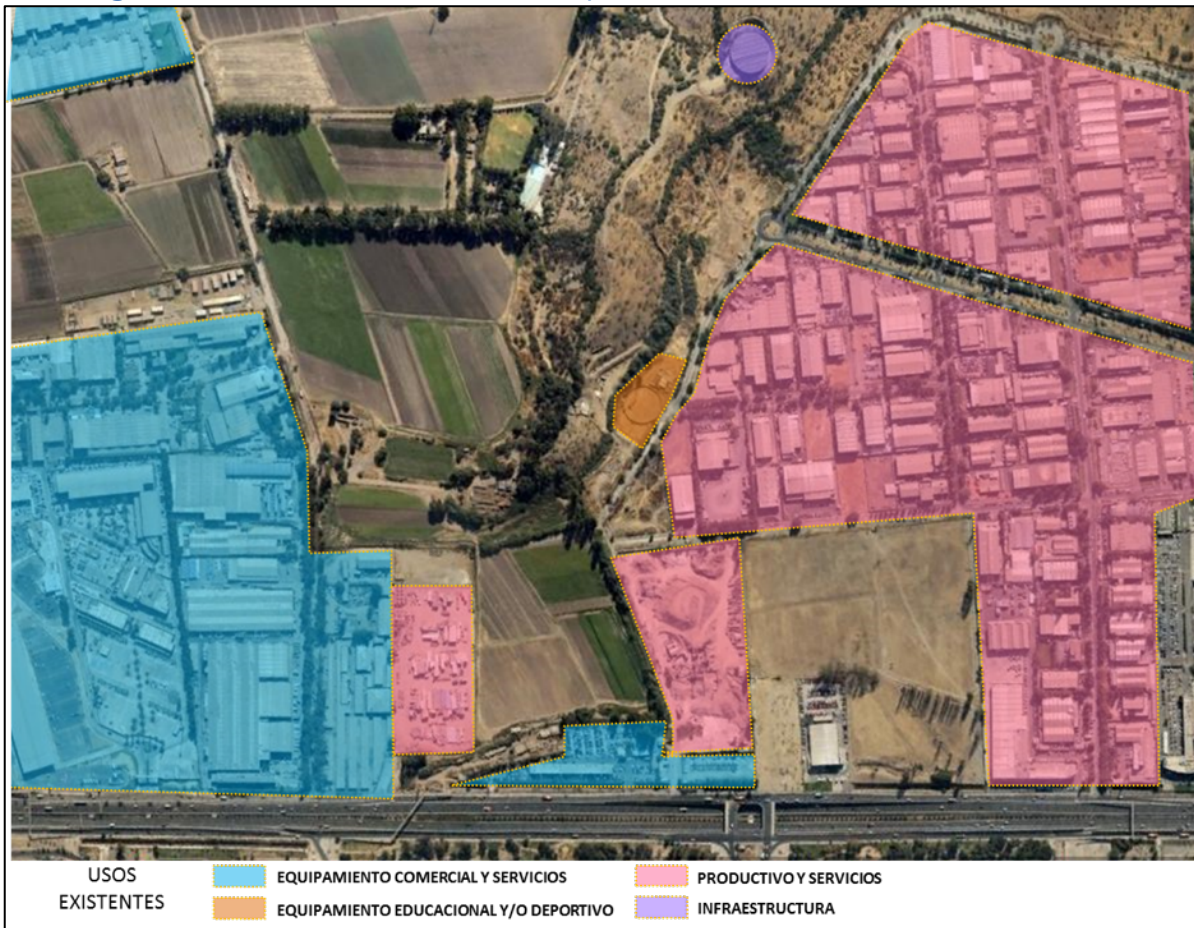 USOS
EXISTENTES
EQUIPAMIENTO COMERCIAL Y SERVICIOS
EQUIPAMIENTO EDUCACIONAL Y/O DEPORTIVO
PRODUCTIVO Y SERVICIOS
INFRAESTRUCTURA